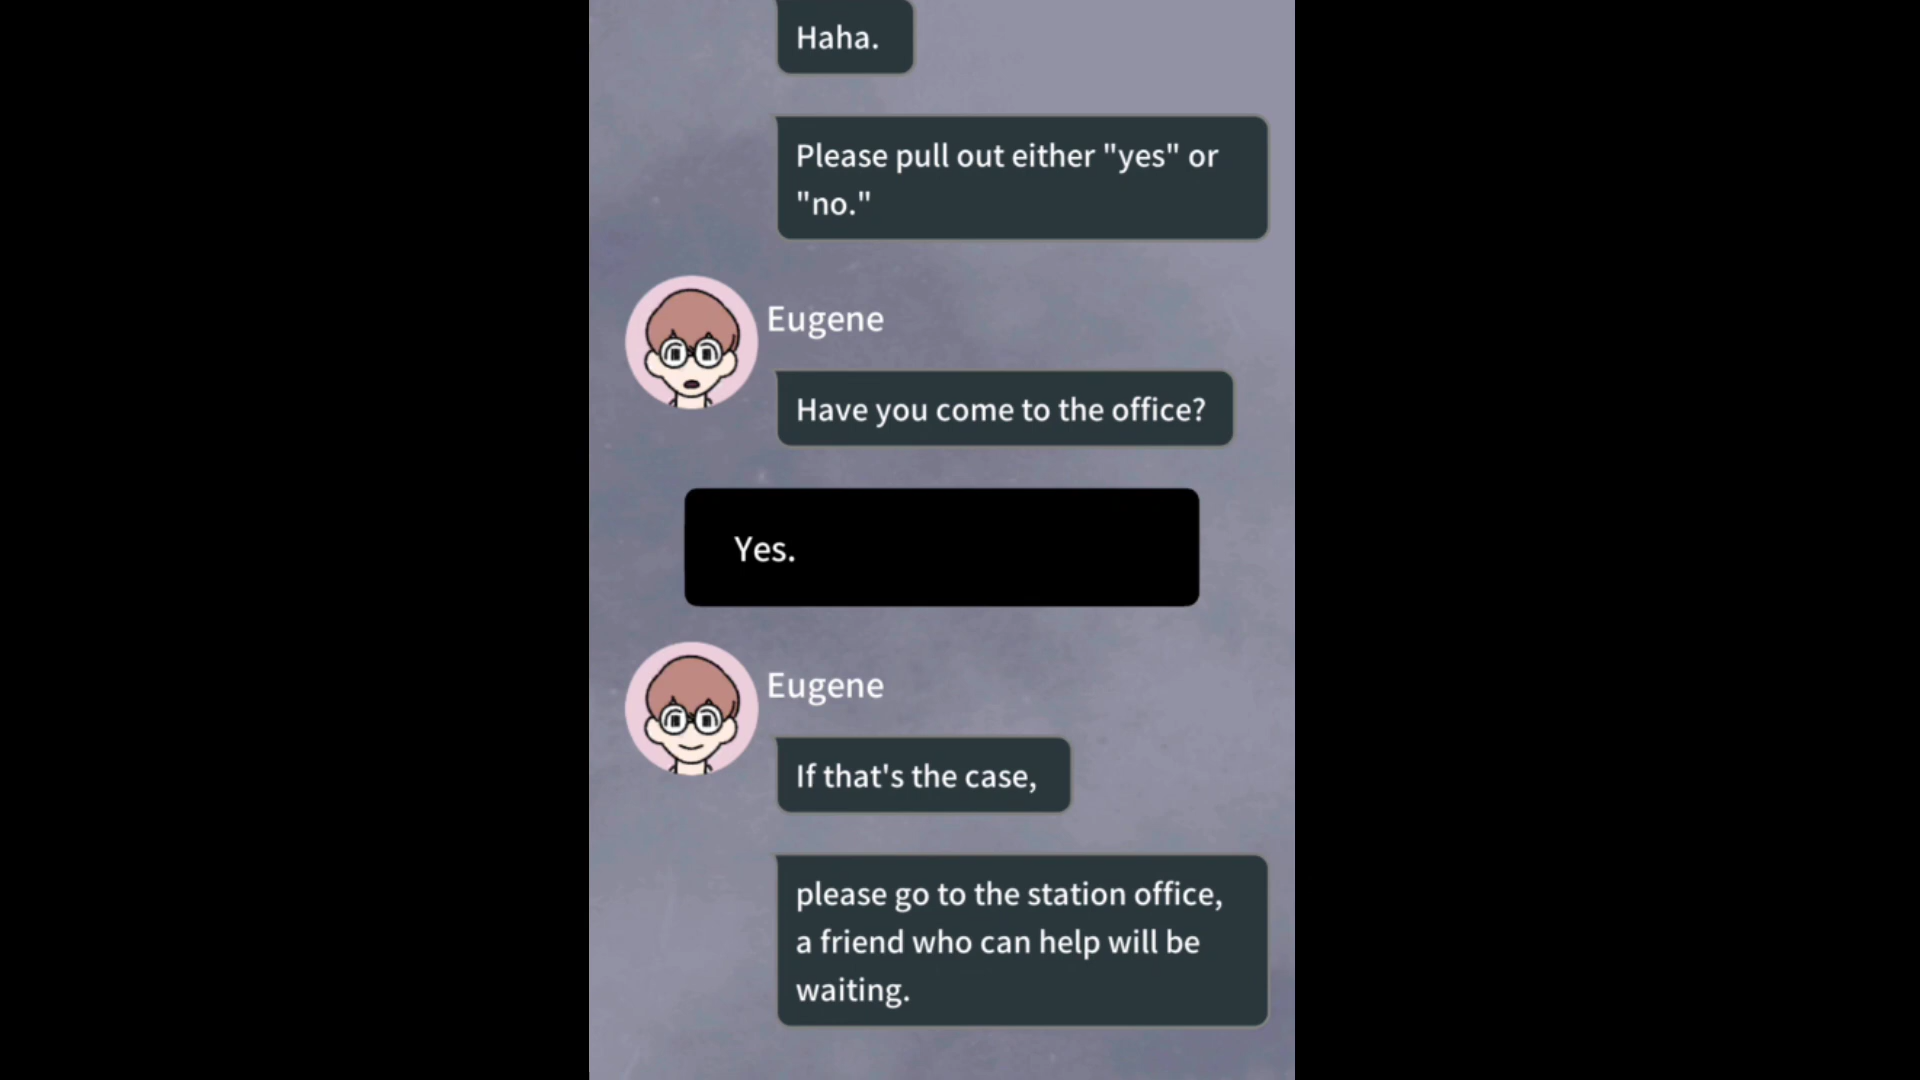 Haha.
Please pull out either "yes" or
"no."
Eugene
Have you come to the office?
Yes.
Eugene
If that's the case,
please go to the station office,
a friend who can help will be
waiting.